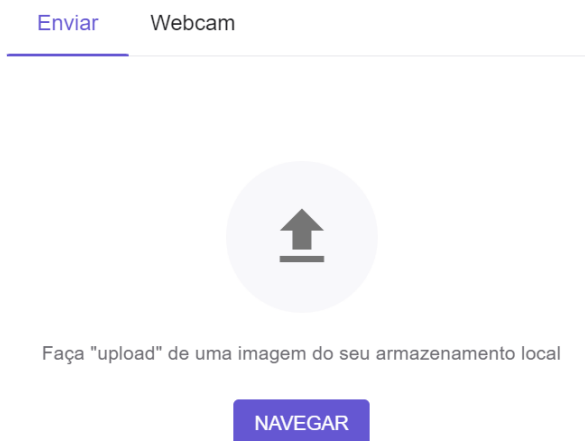 Enviar Webcam
Faça "upload" de uma imagem do seu armazenamento local
NAVEGAR